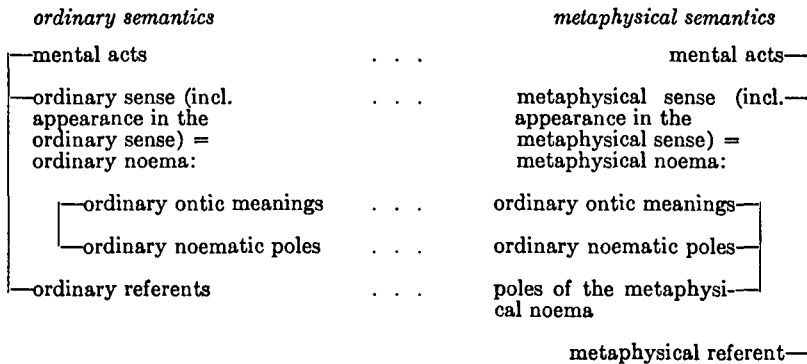 ordinary semantics metaphysical semantics
mental acts . . . mental acts
ordinary sense (incl. . . . metaphysical sense (incl.
appearance in the appearance in the
ordinary sense) = metaphysical sense) =
ordinary noema: metaphysical noema:
ordinary ontic meanings . . . ordinary ontic meanings
ordinary noematic poles . . . ordinary noematic poles
ordinary referents . . . poles of the metaphysi-
cal noema
metaphysical referent